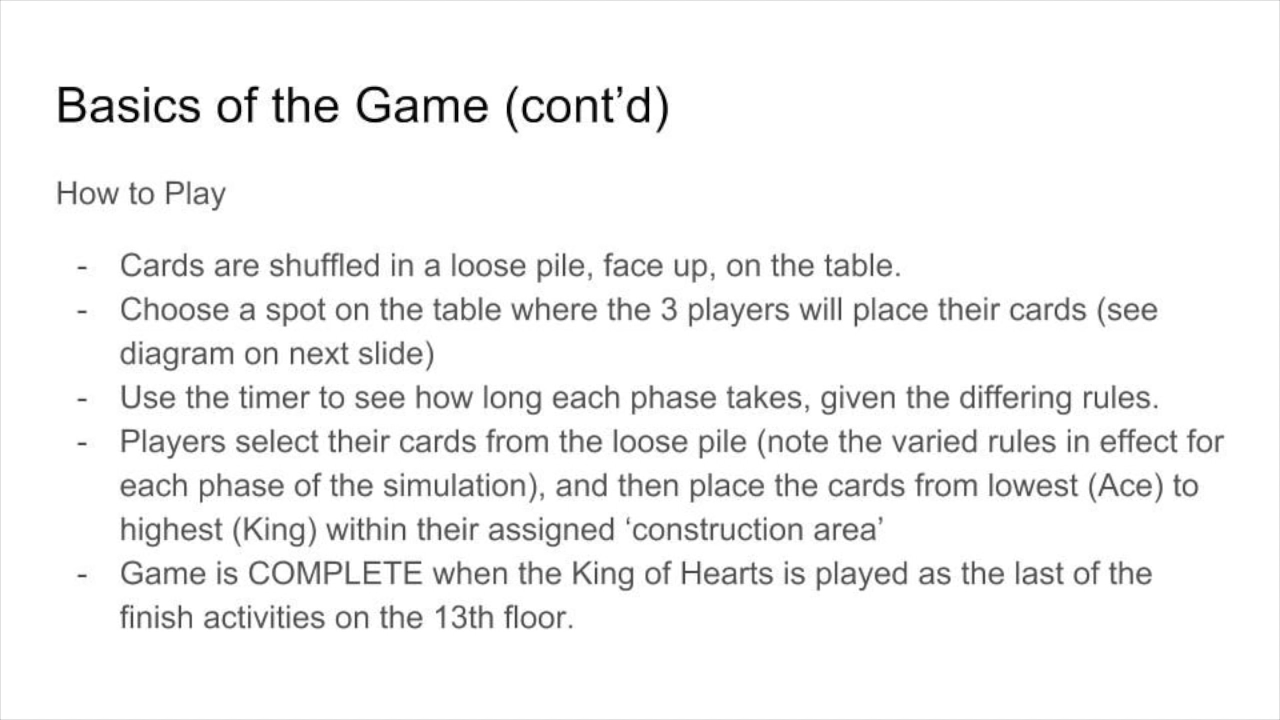 Basics of the Game (cont’d)
How to Play
- Cards are shuffled in a loose pile, face up, on the table.
- Choose a spot on the table where the 3 players will place their cards (see
diagram on next slide)
- Use the timer to see how long each phase takes, given the differing rules.
- Players select their cards from the loose pile (note the varied rules in effect for
each phase of the simulation), and then place the cards from lowest (Ace) to
highest (King) within their assigned ‘construction area’
- Game is COMPLETE when the King of Hearts is played as the last of the
finish activities on the 13th floor.